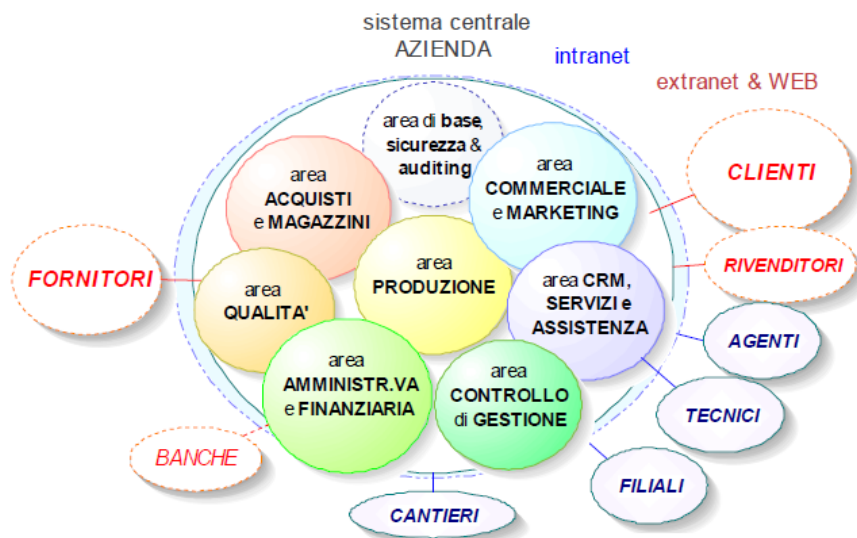 sistema centrale
AZIENDA
intranet
extranet & WEB
area di base,
sicurezza &
auditing
area
ACQUISTI
e MAGAZZINI
area
COMMERCIALE
e MARKETING
CLIENTI
FORNITORI
area
QUALITA'
area
PRODUZIONE
area CRM,
SERVIZI e
ASSISTENZA
RIVENDITORI
AGENTI
area
AMMINISTR.VA
e FINANZIARIA
area
CONTROLLO
di GESTIONE
TECNICI
BANCHE
FILIALI
CANTIERI